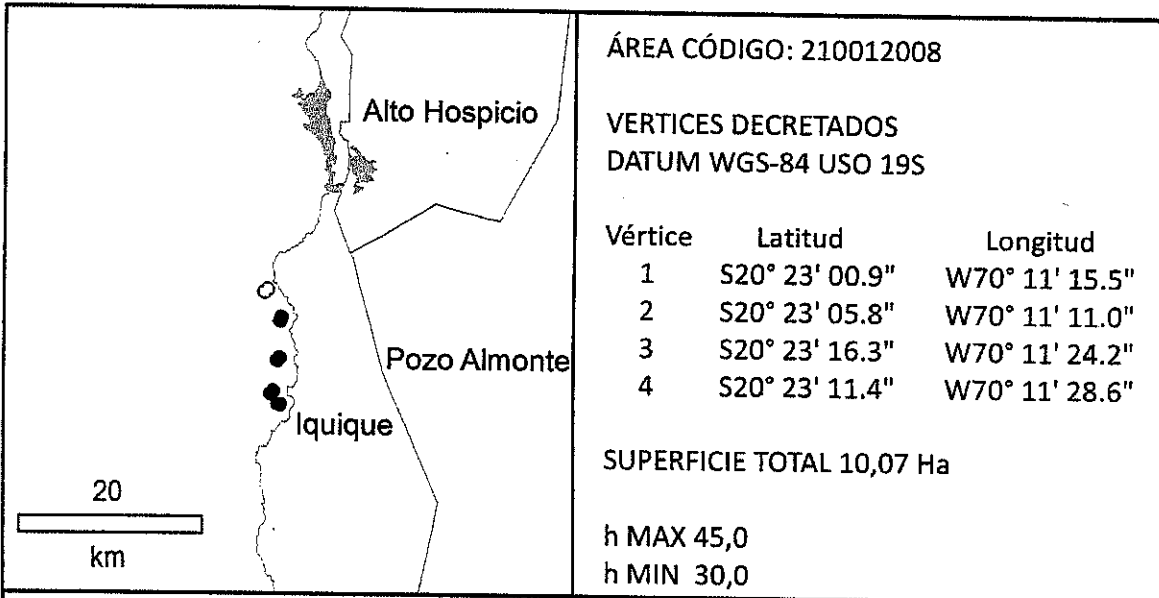 Alto Hospicio
Pozo Almonte
Iquique
20
km
ÁREA CÓDIGO: 210012008
VERTICES DECRETADOS
DATUM WGS-84 USO 19S
Vértice Latitud Longitud
1 S20° 23' 00.9" W70° 11' 15.5"
2 S20° 23' 05.8" W70° 11' 11.0"
3 S20° 23' 16.3" W70° 11' 24.2"
4 S20° 23' 11.4" W70° 11' 28.6"
SUPERFICIE TOTAL 10,07 Ha
h MAX 45,0
h MIN 30,0